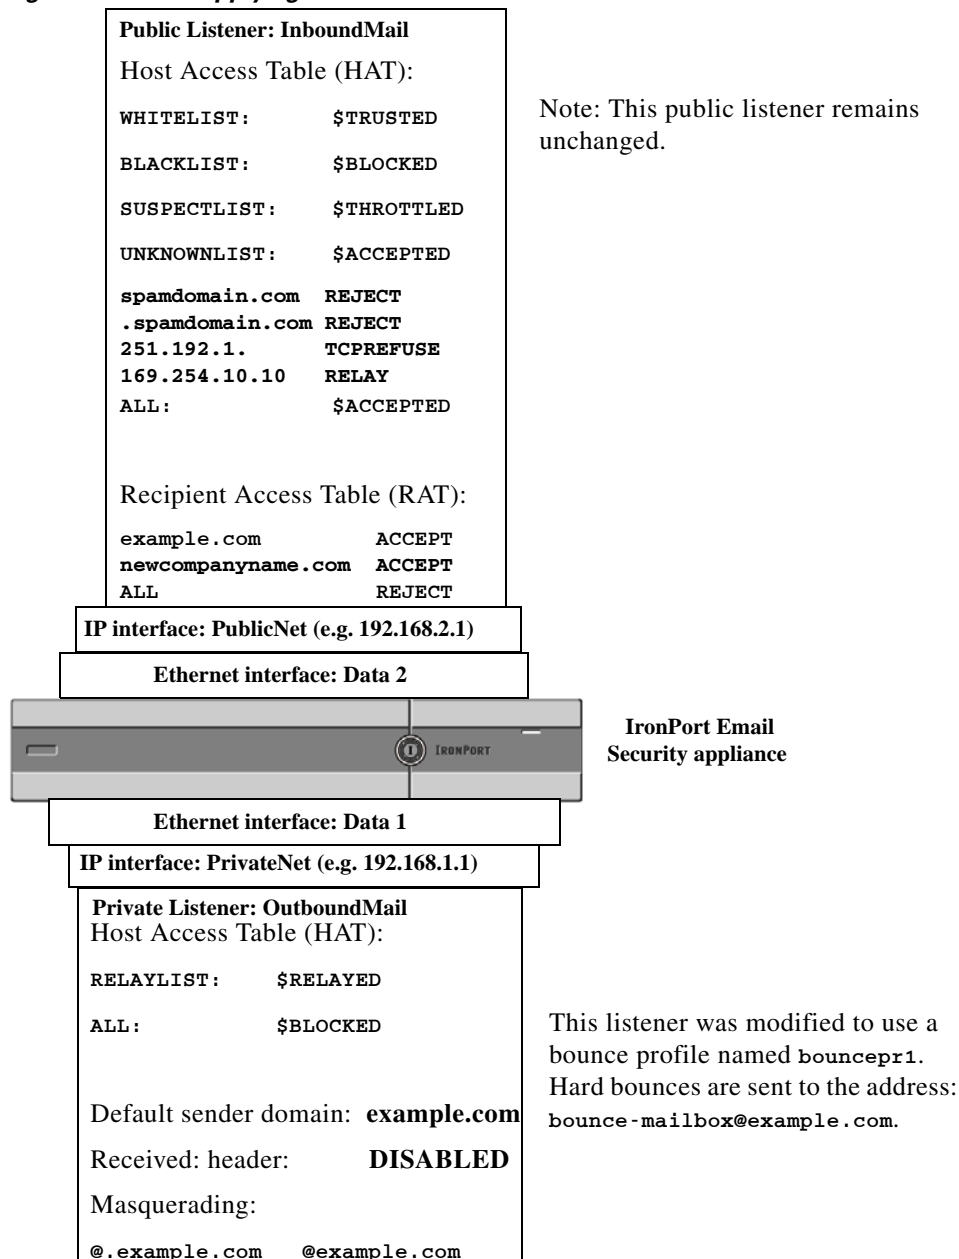 Public Listener: InboundMail
Host Access Table (HAT):
WHITELIST: $TRUSTED
BLACKLIST: $BLOCKED
SUSPECTLIST: $THROTTLED
UNKNOWNLIST: $ACCEPTED
spamdomain.com REJECT
.spamdomain.com REJECT
251.192.1. TCPREFUSE
169.254.10.10 RELAY
ALL: $ACCEPTED
Note: This public listener remains
unchanged.
Recipient Access Table (RAT):
example.com ACCEPT
newcompanyname.com ACCEPT
ALL REJECT
IP interface: PublicNet (e.g. 192.168.2.1)
Ethernet interface: Data 2
IRONPORT
IronPort Email
Security appliance
Ethernet interface: Data 1
IP interface: PrivateNet (e.g. 192.168.1.1)
Private Listener: OutboundMail
Host Access Table (HAT):
RELAYLIST: $RELAYED
ALL: $BLOCKED
This listener was modified to use a
bounce profile named bouncepr1.
Hard bounces are sent to the address:
bounce-mailbox@example.com.
Default sender domain: example.com
Received: header: DISABLED
Masquerading:
@.example.com @example.com